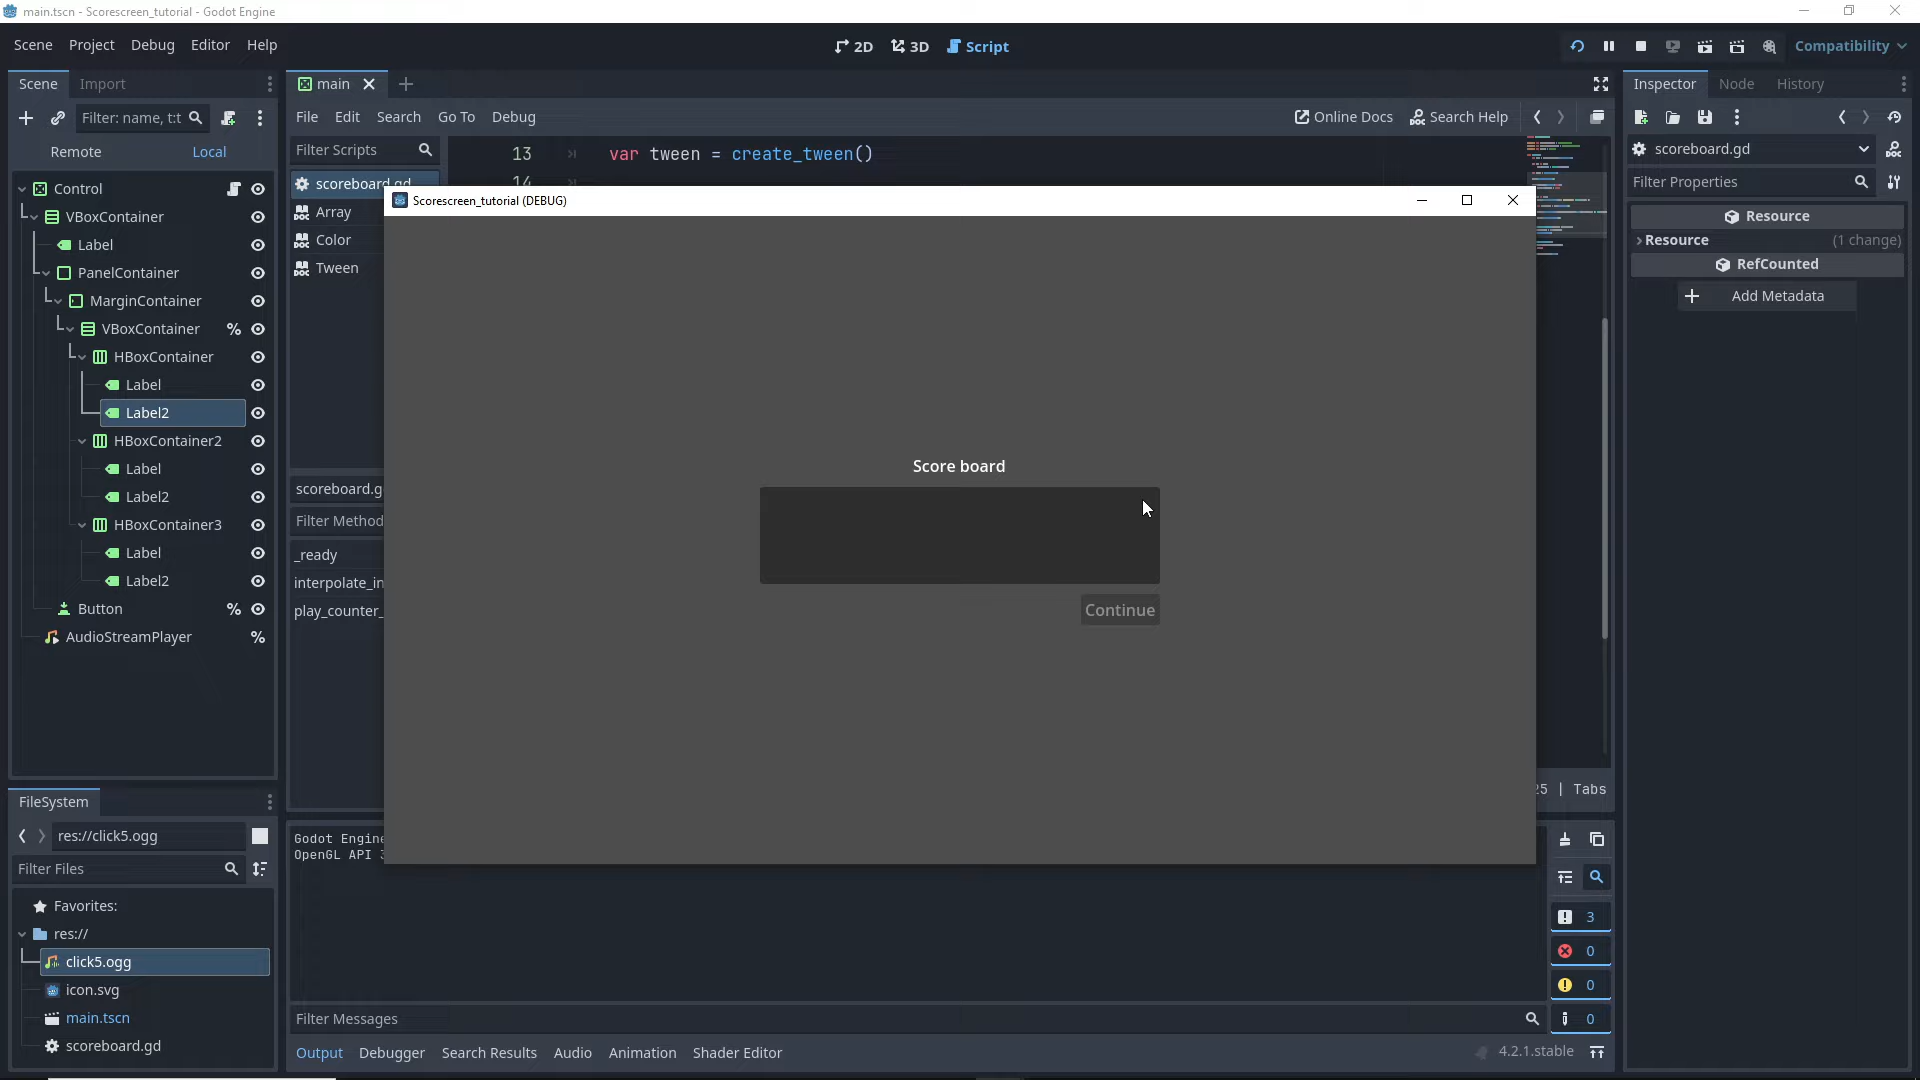 main.tscn - Scorescreen_tutorial - Godot Engine
Scene Project Debug Editor Help
2D 3D Script
Compatibility
Scene Import
main
Inspector Node History
Filter: name, t:t
File Edit Search Go To Debug
Online Docs Search Help
Remote Local
Filter Scripts
13 var tween = create_tween()
14
scoreboard.gd
Filter Properties
Control
VBoxContainer
Label
PanelContainer
MarginContainer
VBoxContainer %
HBoxContainer
Label
Label2
HBoxContainer2
Label
Label2
HBoxContainer3
Label
Label2
Button %
AudioStreamPlayer %
scoreboard.gd
Array
Color
Tween
scoreboard.g
Filter Method
_ready
interpolate_in
play_counter_
Scorescreen_tutorial (DEBUG)
Score board
Continue
Resource
Resource (1 change)
RefCounted
Add Metadata
25 | Tabs
FileSystem
res://click5.ogg
Filter Files
Favorites:
res://
click5.ogg
icon.svg
main.tscn
scoreboard.gd
Godot Engine
OpenGL API 3
3
0
0
0
Filter Messages
Output Debugger Search Results Audio Animation Shader Editor
4.2.1.stable